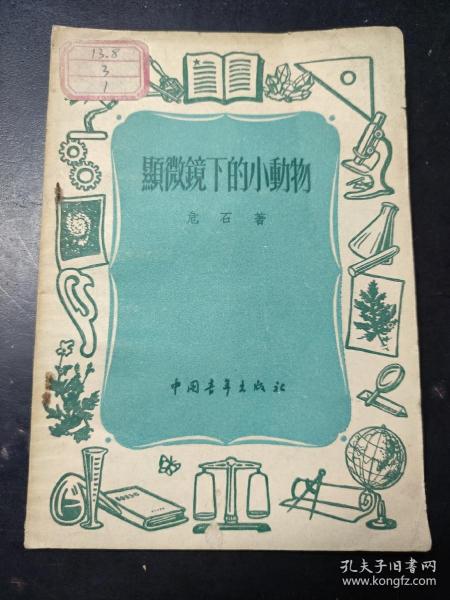 13.8
3
1
顯微鏡下的小動物
危石著
中国青年出版社
孔夫子旧书网
www.kongfz.com